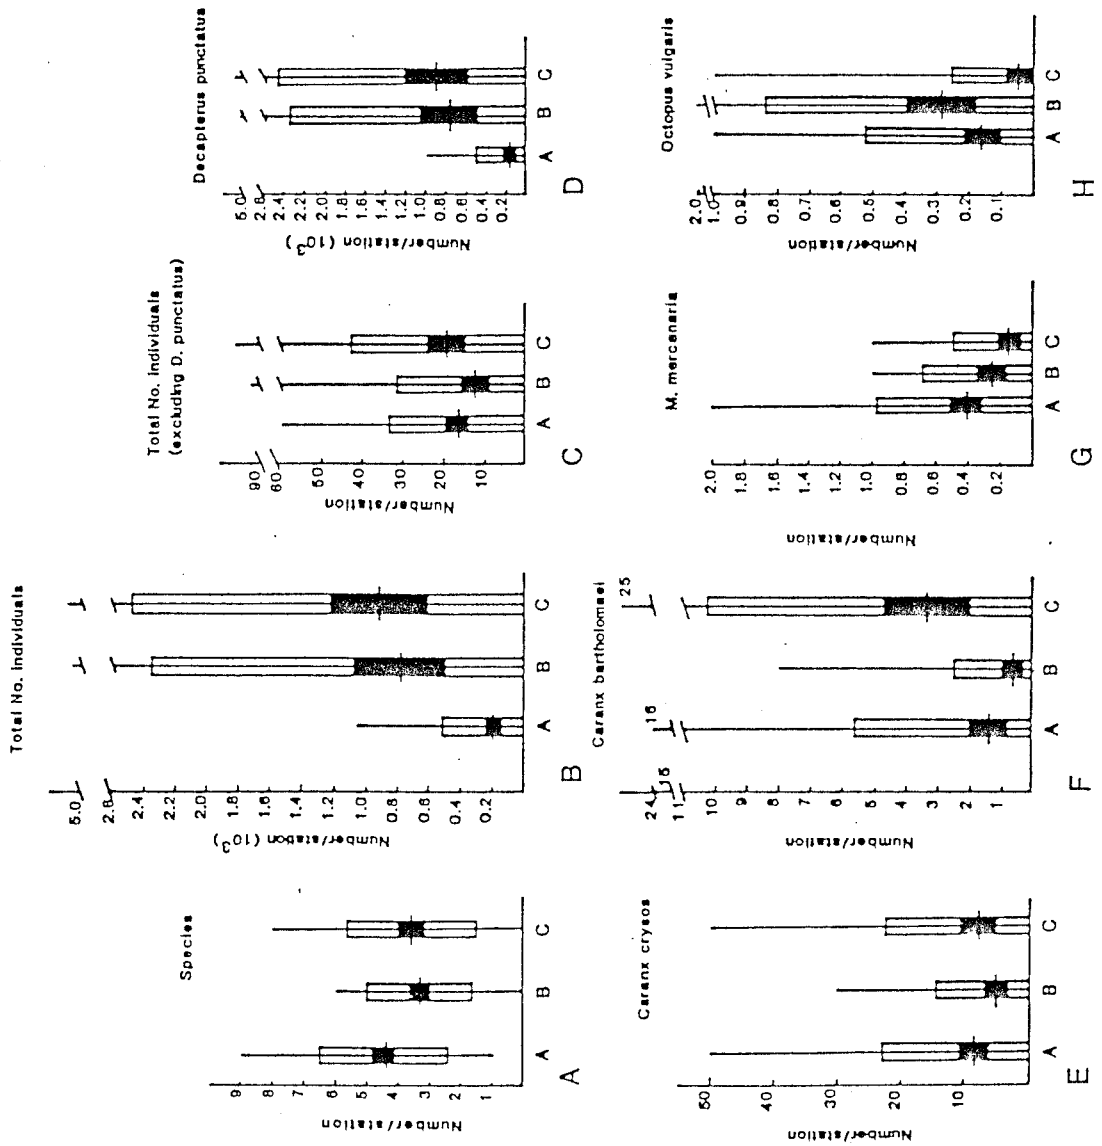 Species
Number/station
9
8
7
6
5
4
3
2
1
A B C
A
Total No. individuals
Number/station (10³)
5.0
2.8
2.4
2.2
2.0
1.8
1.6
1.4
1.2
1.0
0.8
0.6
0.4
0.2
A B C
B
Total No. individuals
(excluding D. punctatus)
Number/station
90
60
50
40
30
20
10
A B C
C
Decapterus punctatus
Number/station (10³)
5.0
2.8
2.4
2.2
2.0
1.8
1.6
1.4
1.2
1.0
0.8
0.6
0.4
0.2
A B C
D
Caranx crysos
Number/station
50
30
20
10
A B C
E
Caranx bartholomaei
Number/station
24
15
11
10
9
8
7
6
5
4
3
2
1
16
25
A B C
F
M. mercenaria
Number/station
2.0
1.8
1.6
1.4
1.2
1.0
0.8
0.6
0.4
0.2
A B C
G
Octopus vulgaris
Number/station
2.0
1.0
0.9
0.8
0.7
0.6
0.5
0.4
0.3
0.2
0.1
A B C
H